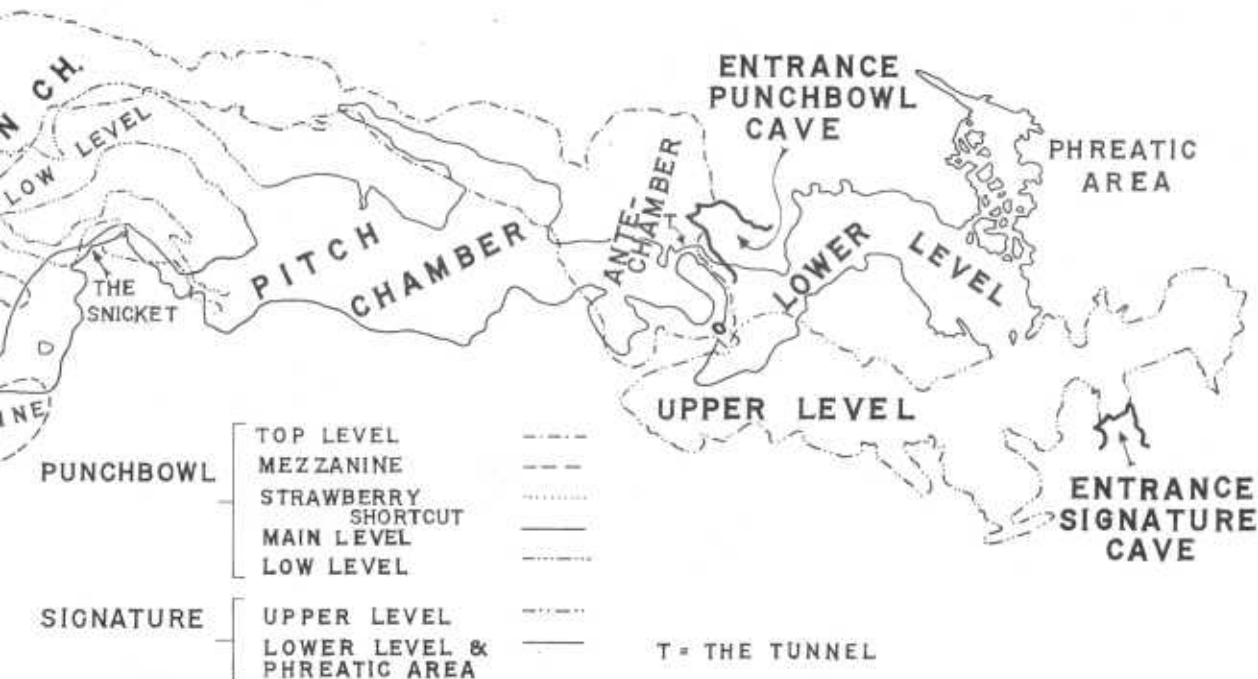 N CH.
LOW LEVEL
THE
SNICKET
PITCH
CHAMBER
ANTE-
CHAMBER
T
ENTRANCE
PUNCHBOWL
CAVE
PHREATIC
AREA
LOWER LEVEL
UPPER LEVEL
ENTRANCE
SIGNATURE
CAVE
INE
PUNCHBOWL
TOP LEVEL
MEZZANINE
STRAWBERRY
SHORTCUT
MAIN LEVEL
LOW LEVEL
SIGNATURE
UPPER LEVEL
LOWER LEVEL &
PHREATIC AREA
T = THE TUNNEL